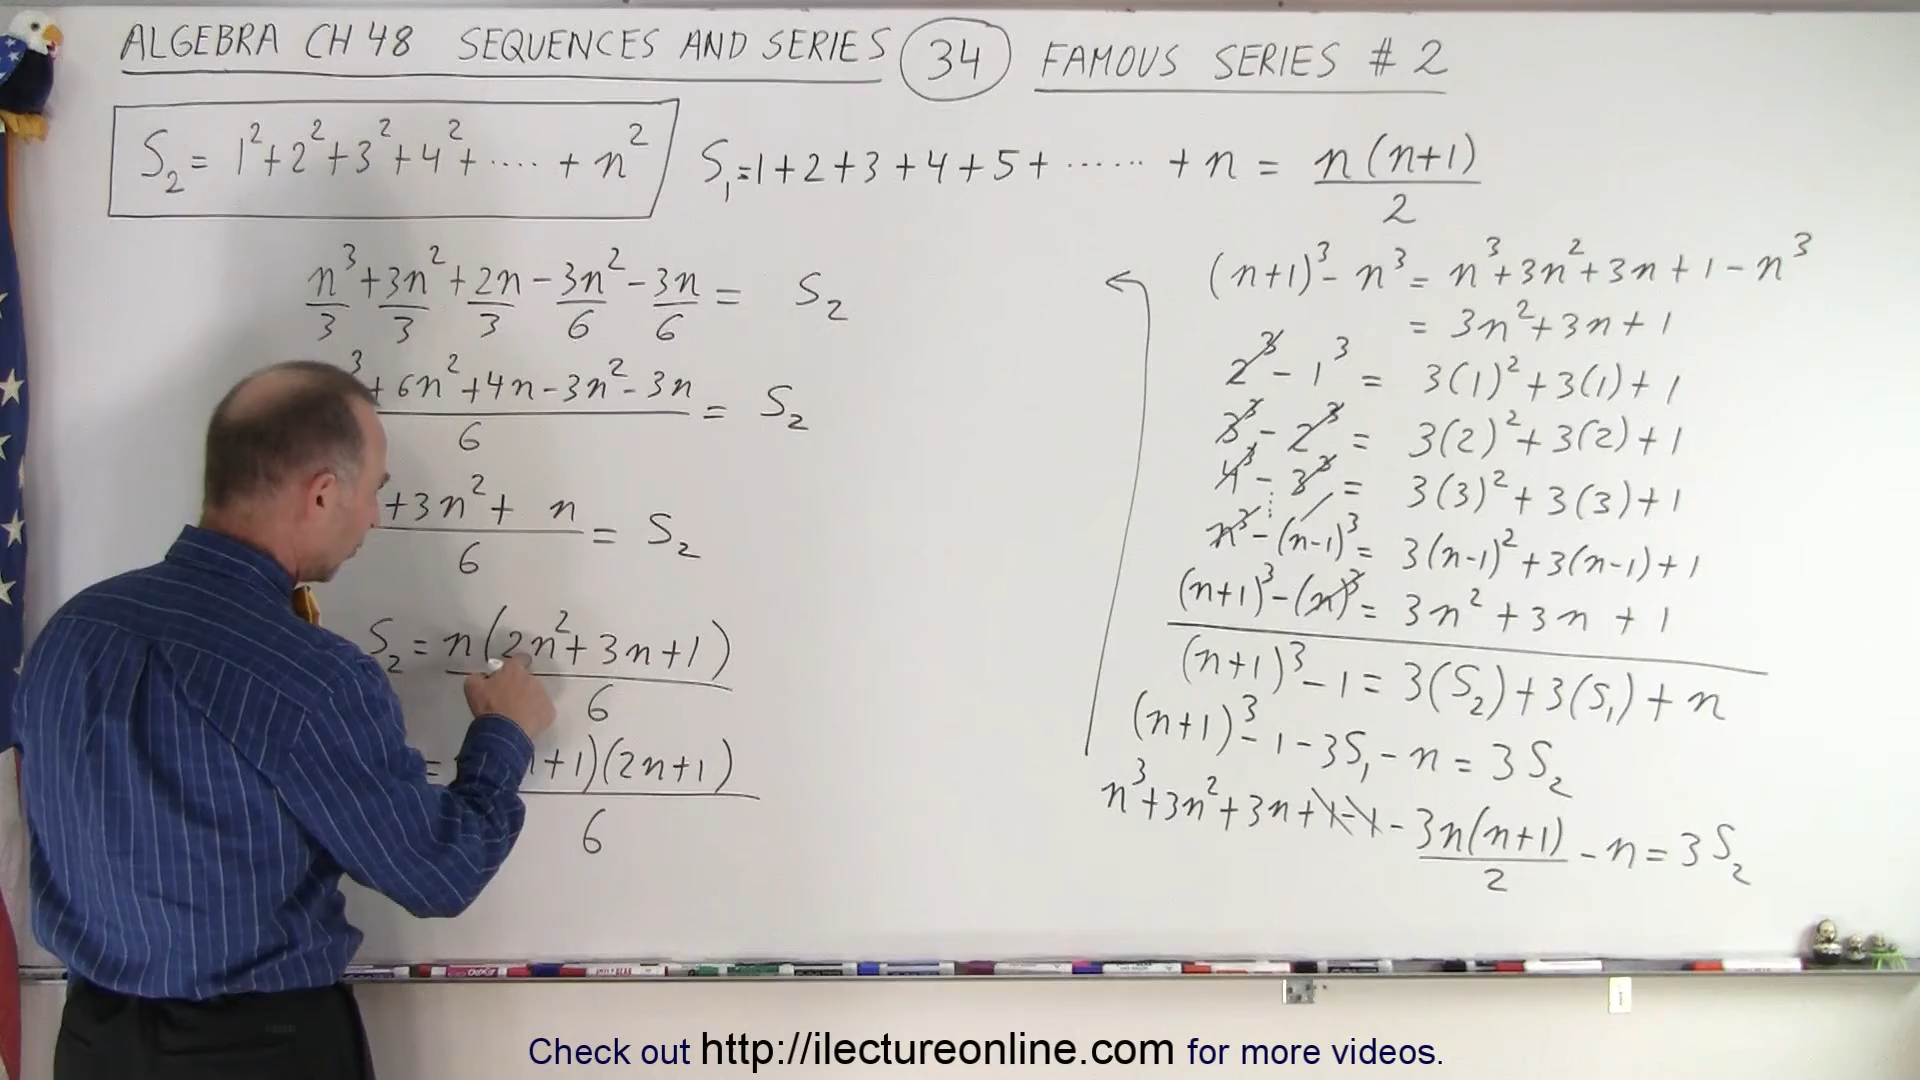 ALGEBRA CH 48 SEQUENCES AND SERIES 34 FAMOUS SERIES # 2
S₂ = 1² + 2² + 3² + 4² + ..... + n²
S₁ = 1 + 2 + 3 + 4 + 5 + ...... + n = n(n+1)/2
n³/3 + 3n²/3 + 2n/3 - 3n²/6 - 3n/6 = S₂
³ + 6n² + 4n - 3n² - 3n / 6 = S₂
+ 3n² + n / 6 = S₂
S₂ = n(2n² + 3n + 1) / 6
= +1)(2n+1) / 6
(n+1)³ - n³ = n³ + 3n² + 3n + 1 - n³
= 3n² + 3n + 1
2³ - 1³ = 3(1)² + 3(1) + 1
3³ - 2³ = 3(2)² + 3(2) + 1
4³ - 3³ = 3(3)² + 3(3) + 1
n³ - (n-1)³ = 3(n-1)² + 3(n-1) + 1
(n+1)³ - (n)³ = 3n² + 3n + 1
(n+1)³ - 1 = 3(S₂) + 3(S₁) + n
(n+1)³ - 1 - 3S₁ - n = 3S₂
n³ + 3n² + 3n + 1 - 1 - 3n(n+1)/2 - n = 3S₂
Check out http://ilectureonline.com for more videos.